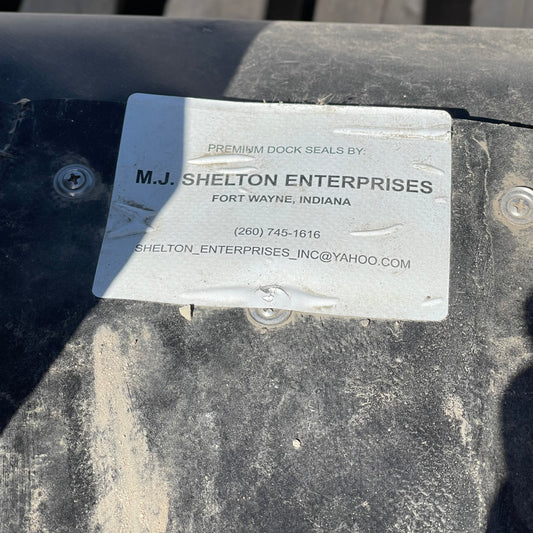 PREMIUM DOCK SEALS BY:
M.J. SHELTON ENTERPRISES
FORT WAYNE, INDIANA
(260) 745-1616
SHELTON_ENTERPRISES_INC@YAHOO.COM